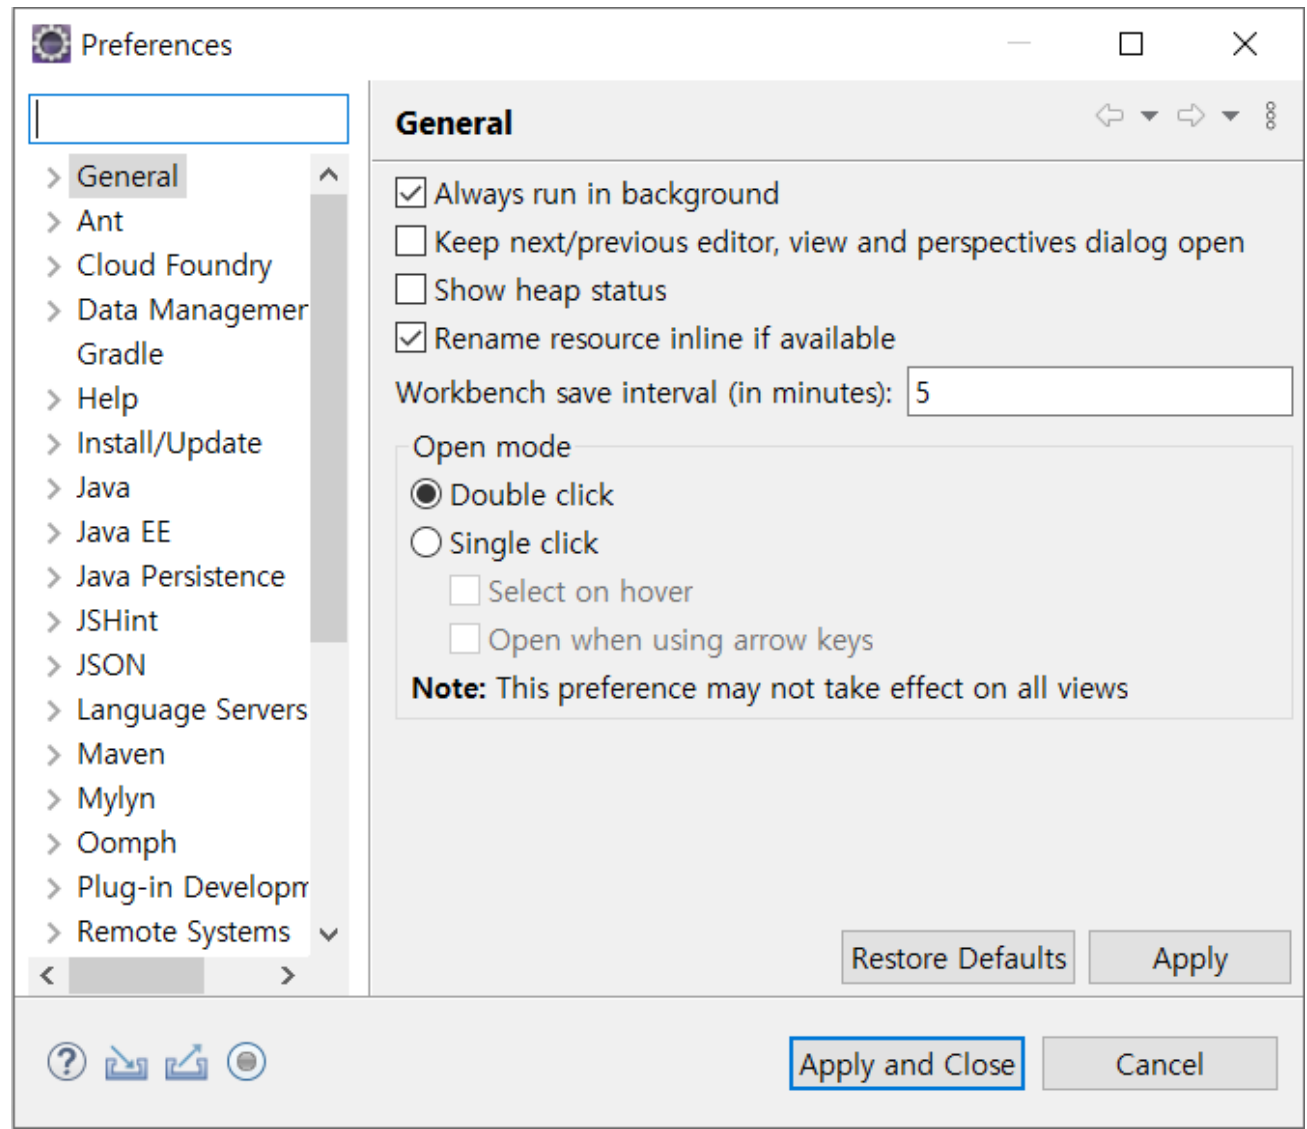 Preferences
General
Ant
Cloud Foundry
Data Managemer
Gradle
Help
Install/Update
Java
Java EE
Java Persistence
JSHint
JSON
Language Servers
Maven
Mylyn
Oomph
Plug-in Developm
Remote Systems
General
Always run in background
Keep next/previous editor, view and perspectives dialog open
Show heap status
Rename resource inline if available
Workbench save interval (in minutes): 5
Open mode
Double click
Single click
Select on hover
Open when using arrow keys
Note: This preference may not take effect on all views
Restore Defaults Apply
Apply and Close Cancel